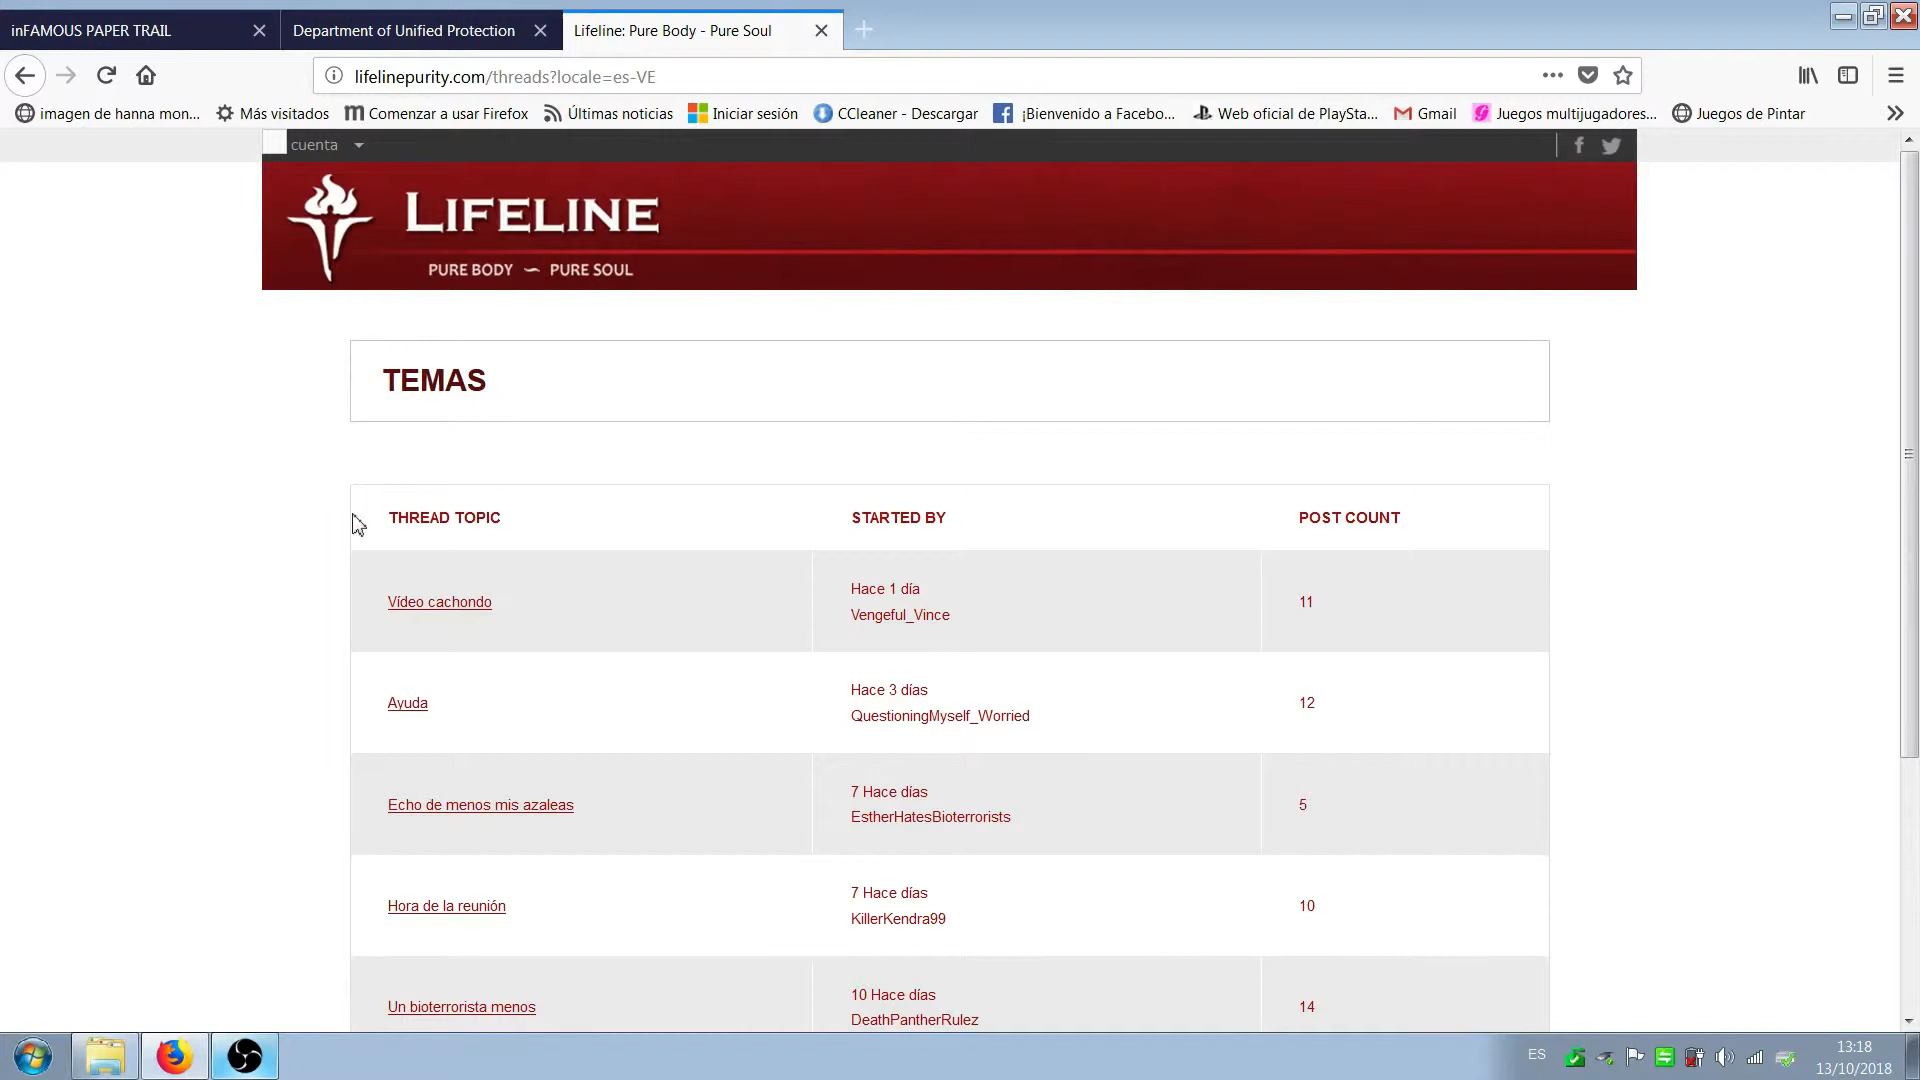 inFAMOUS PAPER TRAIL
Department of Unified Protection
Lifeline: Pure Body - Pure Soul
lifelinepurity.com/threads?locale=es-VE
imagen de hanna mon...
Más visitados
Comenzar a usar Firefox
Últimas noticias
Iniciar sesión
CCleaner - Descargar
¡Bienvenido a Facebo...
Web oficial de PlaySta...
Gmail
Juegos multijugadores...
Juegos de Pintar
cuenta
LIFELINE
PURE BODY ~ PURE SOUL
TEMAS
THREAD TOPIC
STARTED BY
POST COUNT
Vídeo cachondo
Hace 1 día
Vengeful_Vince
11
Ayuda
Hace 3 días
QuestioningMyself_Worried
12
Echo de menos mis azaleas
7 Hace días
EstherHatesBioterrorists
5
Hora de la reunión
7 Hace días
KillerKendra99
10
Un bioterrorista menos
10 Hace días
DeathPantherRulez
14
ES
13:18
13/10/2018